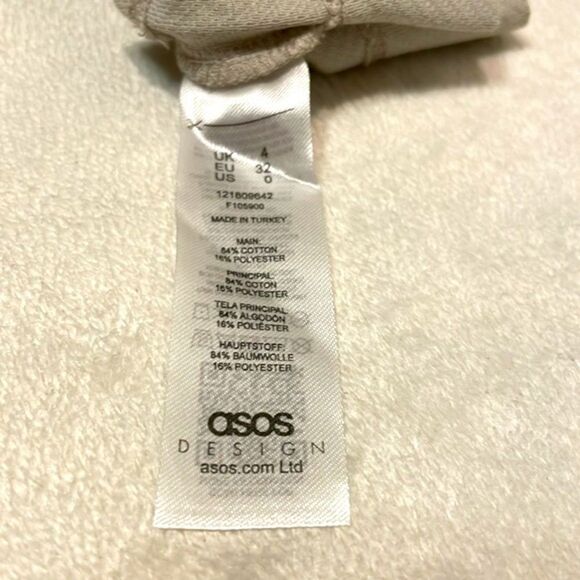 UK 4
EU 32
US 0
121809642
F105900
MADE IN TURKEY
MAIN:
84% COTTON
16% POLYESTER
PRINCIPAL:
84% COTON
16% POLYESTER
TELA PRINCIPAL:
84% ALGODÓN
16% POLIÉSTER
HAUPTSTOFF:
84% BAUMWOLLE
16% POLYESTER
asos
DESIGN
asos.com Ltd